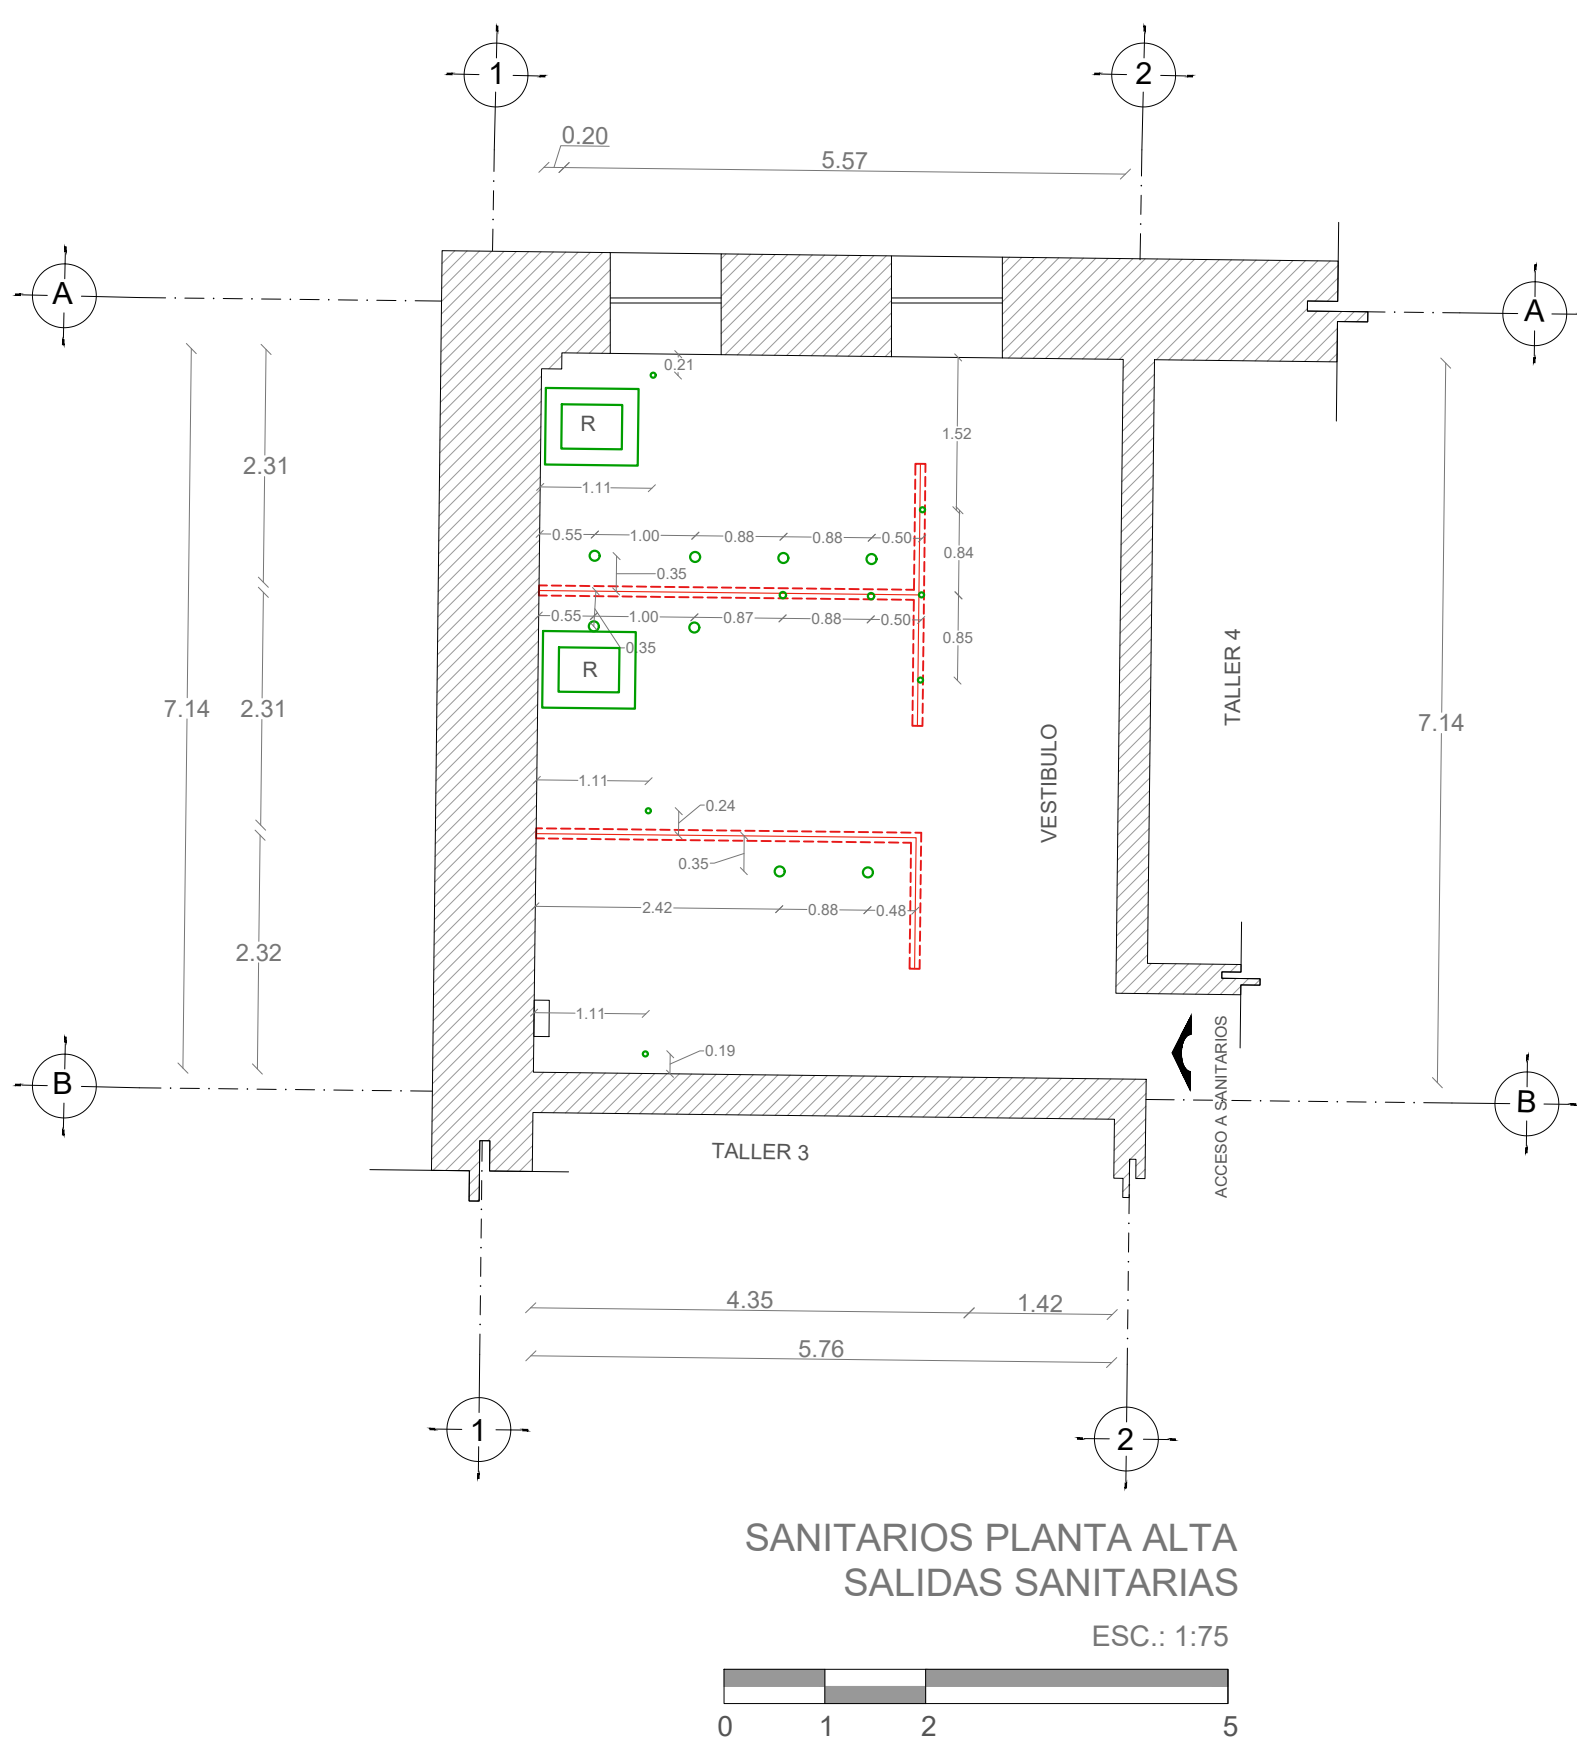 1
2
0.20
5.57
A
A
0.21
R
1.52
2.31
1.11
0.55
1.00
0.88
0.88
0.50
0.84
0.35
0.55
1.00
0.87
0.88
0.50
0.85
0.35
R
TALLER 4
7.14
2.31
7.14
VESTIBULO
1.11
0.24
0.35
2.42
0.88
0.48
2.32
1.11
0.19
ACCESO A SANITARIOS
B
B
TALLER 3
4.35
1.42
5.76
1
2
SANITARIOS PLANTA ALTA
SALIDAS SANITARIAS
ESC.: 1:75
0 1 2 5